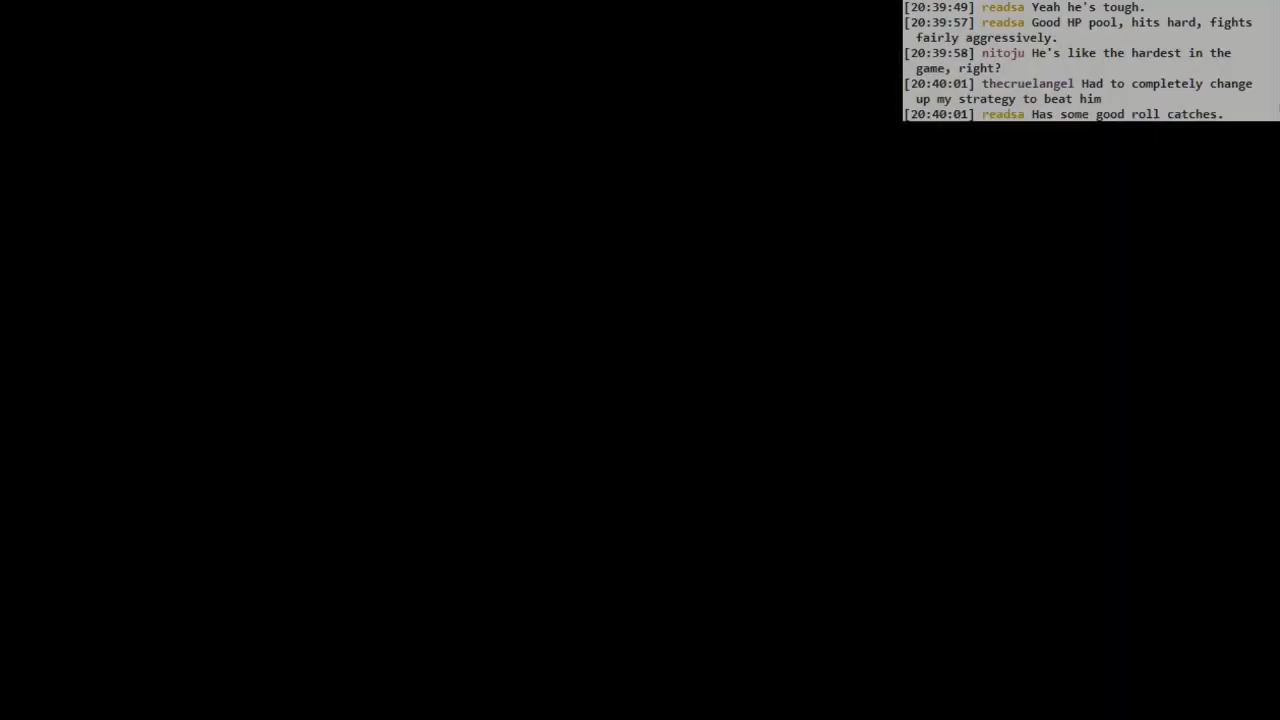 [20:39:49] readsa Yeah he's tough.
[20:39:57] readsa Good HP pool, hits hard, fights
fairly aggressively.
[20:39:58] nitoju He's like the hardest in the
game, right?
[20:40:01] thecruelangel Had to completely change
up my strategy to beat him
[20:40:01] readsa Has some good roll catches.